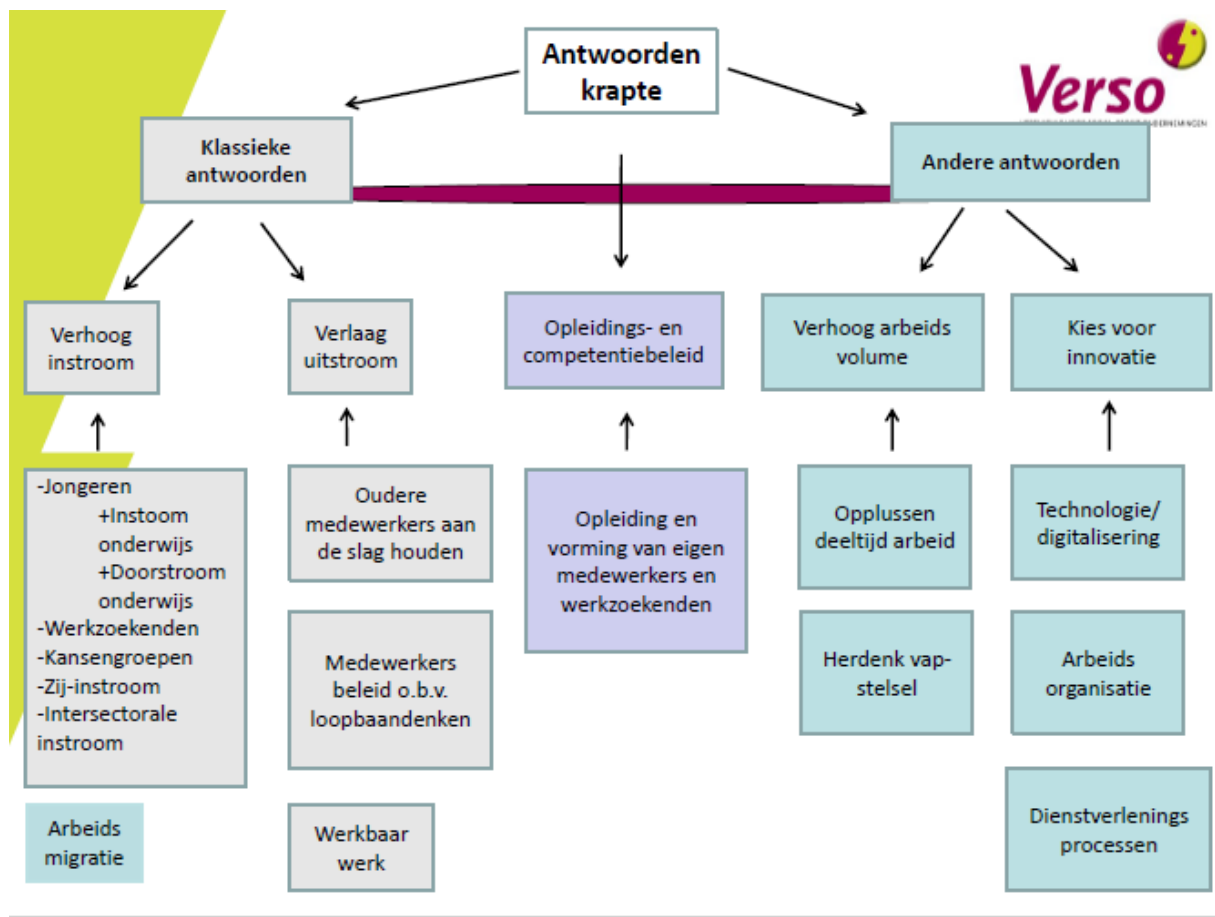 Antwoorden
krapte
Verso
Klassieke
antwoorden
Andere antwoorden
Verhoog
instroom
Verlaag
uitstroom
Opleidings- en
competentiebeleid
Verhoog arbeids
volume
Kies voor
innovatie
-Jongeren
+Instoom
onderwijs
+Doorstroom
onderwijs
-Werkzoekenden
-Kansengroepen
-Zij-instroom
-Intersectorale
instroom
Oudere
medewerkers aan
de slag houden
Opleiding en
vorming van eigen
medewerkers en
werkzoekenden
Opplussen
deeltijd arbeid
Technologie/
digitalisering
Medewerkers
beleid o.b.v.
loopbaandenken
Herdenk vap-
stelsel
Arbeids
organisatie
Arbeids
migratie
Werkbaar
werk
Dienstverlenings
processen